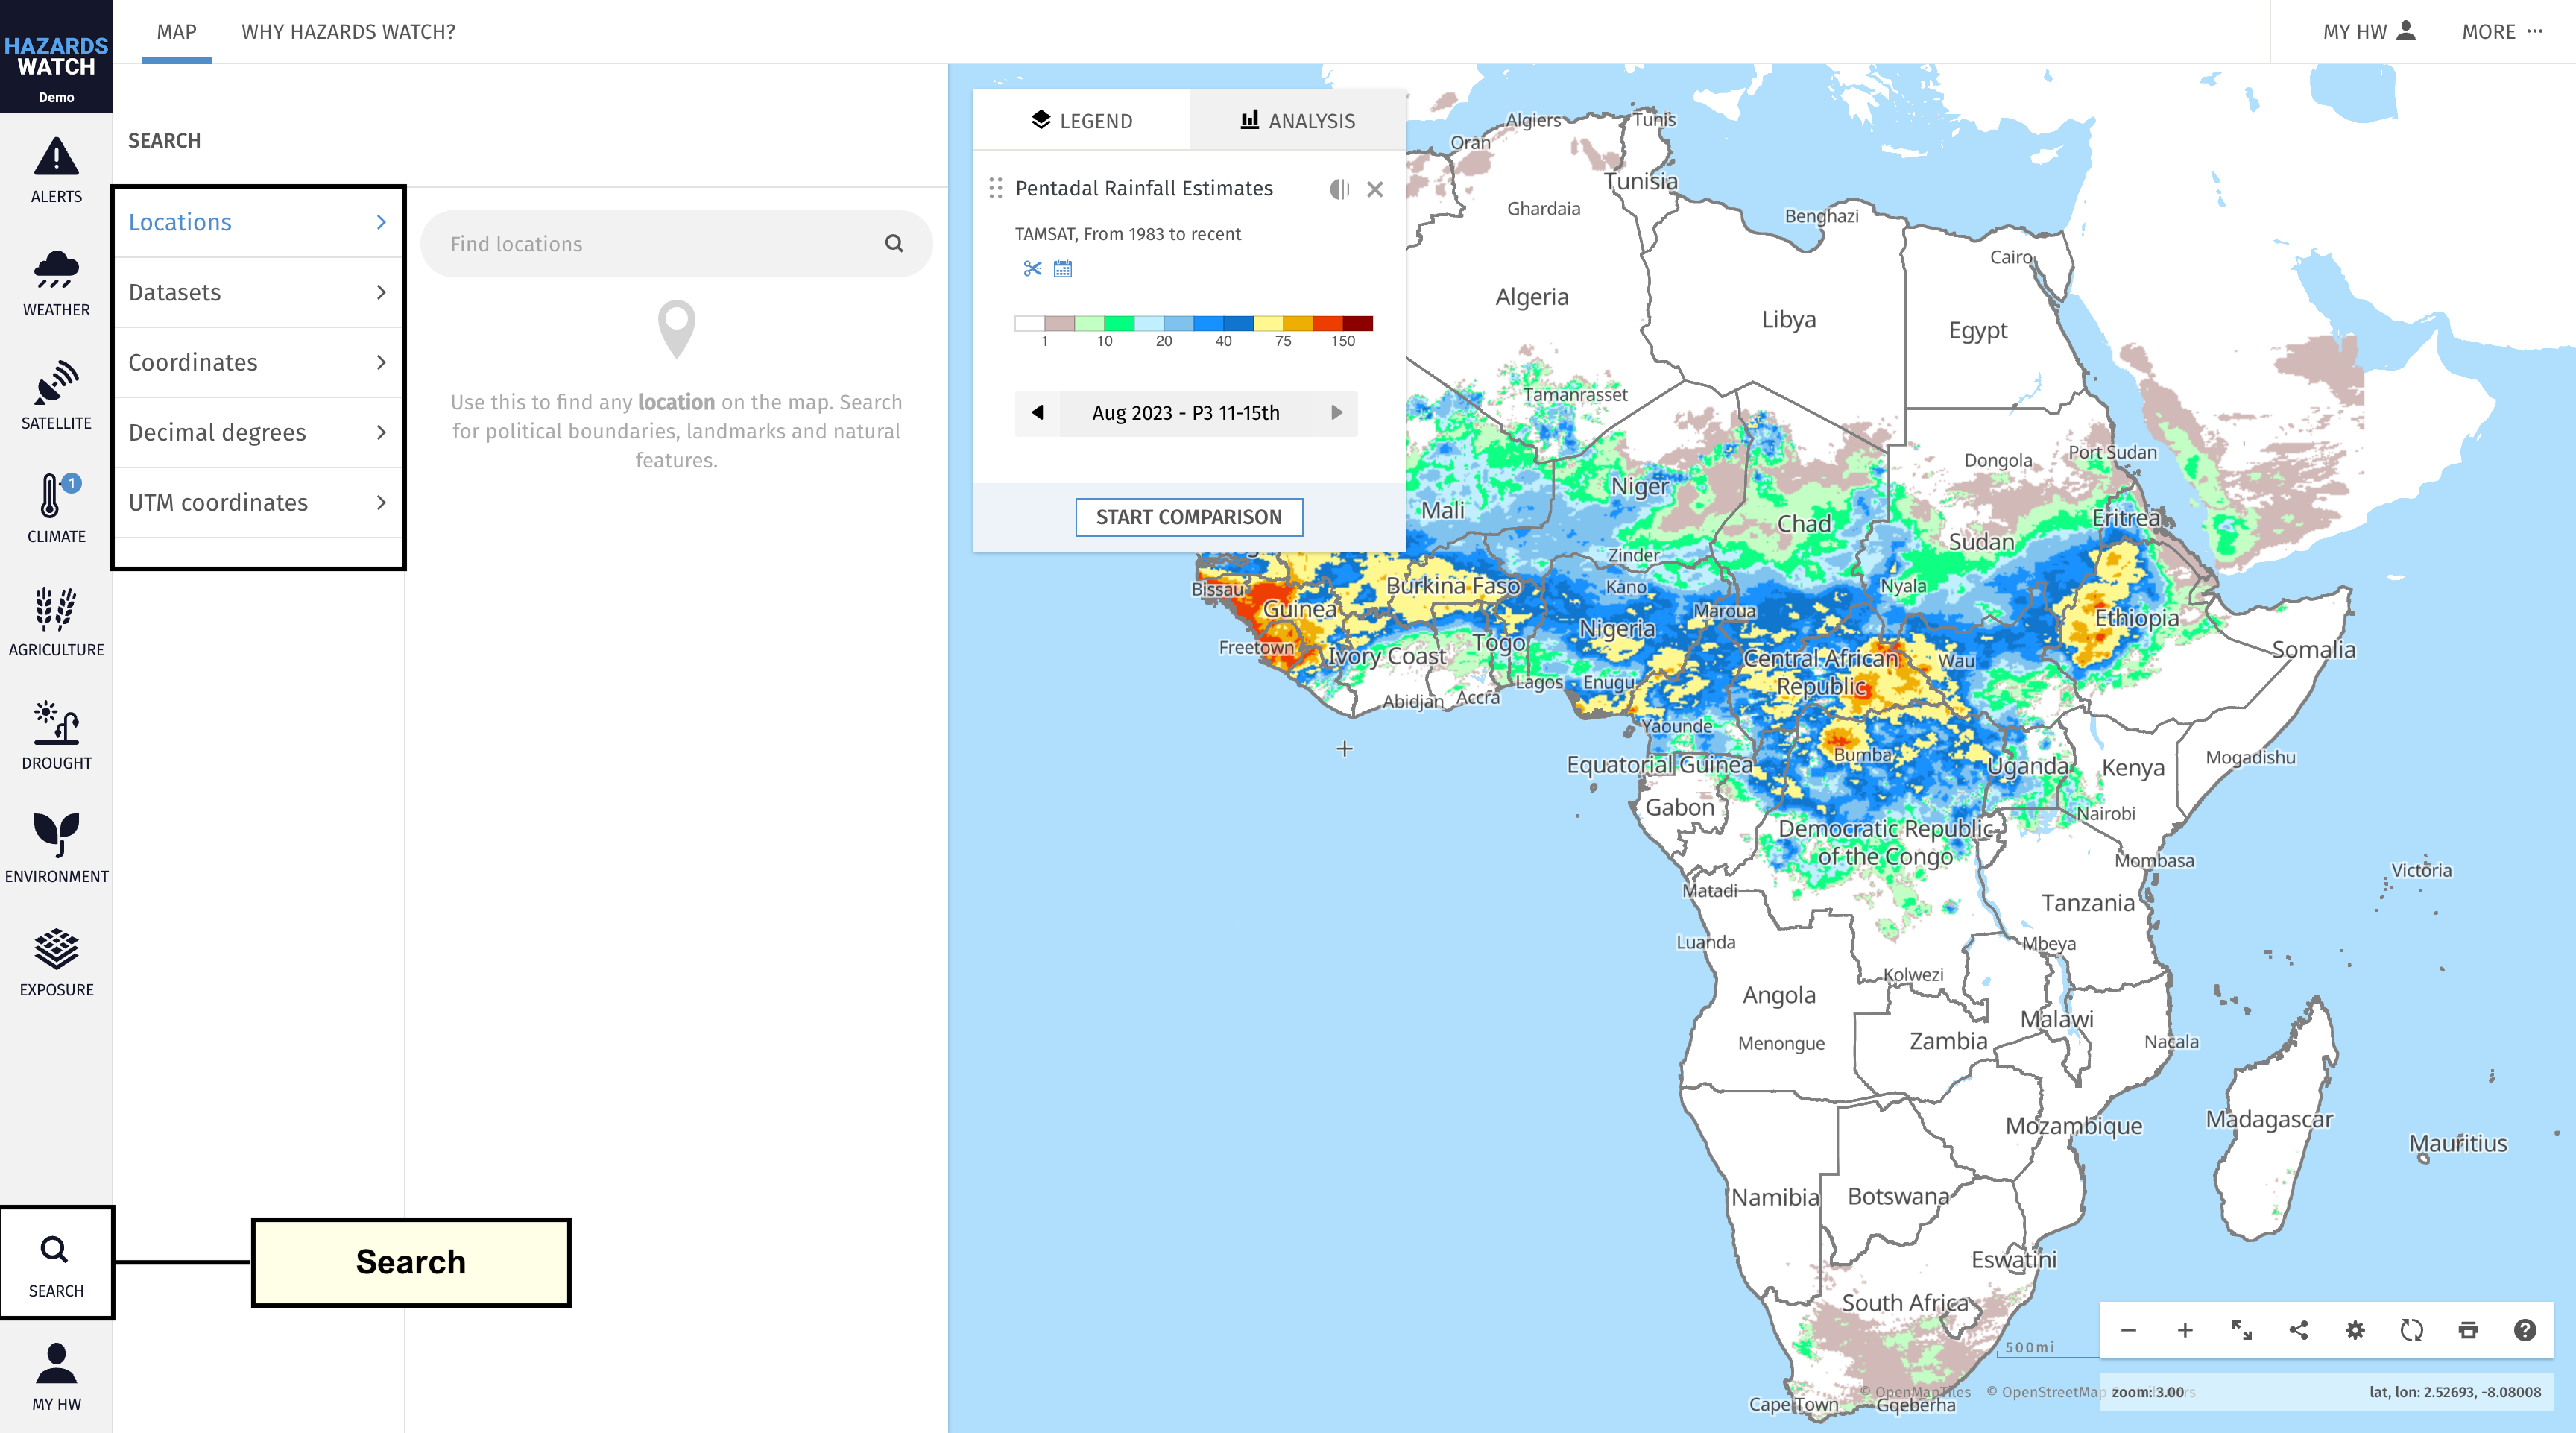 HAZARDS
WATCH
Demo
MAP
WHY HAZARDS WATCH?
MY HW
MORE
ALERTS
WEATHER
SATELLITE
1
CLIMATE
AGRICULTURE
DROUGHT
ENVIRONMENT
EXPOSURE
SEARCH
MY HW
SEARCH
Locations
Datasets
Coordinates
Decimal degrees
UTM coordinates
Find locations
Use this to find any location on the map. Search
for political boundaries, landmarks and natural
features.
Search
LEGEND
ANALYSIS
Pentadal Rainfall Estimates
TAMSAT, From 1983 to recent
1 10 20 40 75 150
Aug 2023 - P3 11-15th
START COMPARISON
Algiers
Tunis
Oran
Tunisia
Ghardaia
Benghazi
Cairo
Algeria
Libya
Egypt
Tamanrasset
Port Sudan
Dongola
Niger
Mali
Chad
Eritrea
Sudan
Zinder
Bissau
Burkina Faso
Kano
Nyala
Guinea
Maroua
Ethiopia
Nigeria
Freetown
Togo
Ivory Coast
Central African
Republic
Wau
Somalia
Lagos
Enugu
Abidjan
Accra
Yaounde
Bumba
Equatorial Guinea
Uganda
Kenya
Mogadishu
Gabon
Nairobi
Democratic Republic
of the Congo
Mombasa
Victoria
Matadi
Tanzania
Luanda
Mbeya
Kolwezi
Angola
Malawi
Menongue
Zambia
Nacala
Madagascar
Mozambique
Mauritius
Namibia
Botswana
Eswatini
South Africa
500mi
© OpenMapTiles © OpenStreetMap
Cape Town
Gqeberha
zoom: 3.00
lat, lon: 2.52693, -8.08008